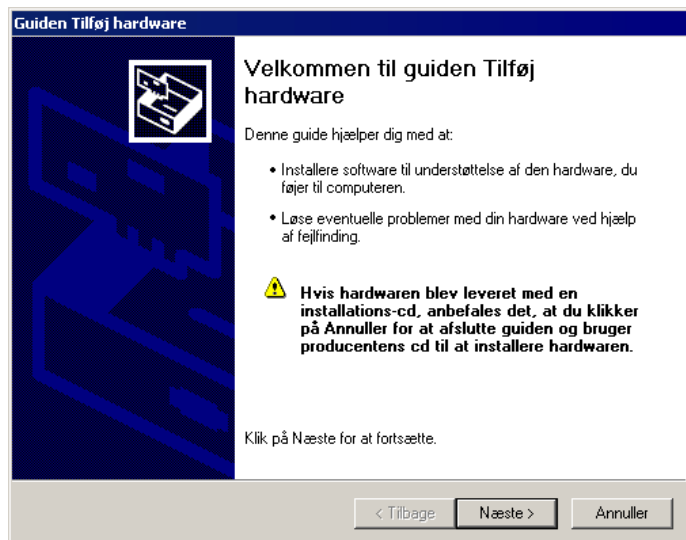 Guiden Tilføj hardware
Velkommen til guiden Tilføj
hardware
Denne guide hjælper dig med at:
• Installere software til understøttelse af den hardware, du
føjer til computeren.
• Løse eventuelle problemer med din hardware ved hjælp
af fejlfinding.
Hvis hardwaren blev leveret med en
installations-cd, anbefales det, at du klikker
på Annuller for at afslutte guiden og bruger
producentens cd til at installere hardwaren.
Klik på Næste for at fortsætte.
< Tilbage Næste > Annuller